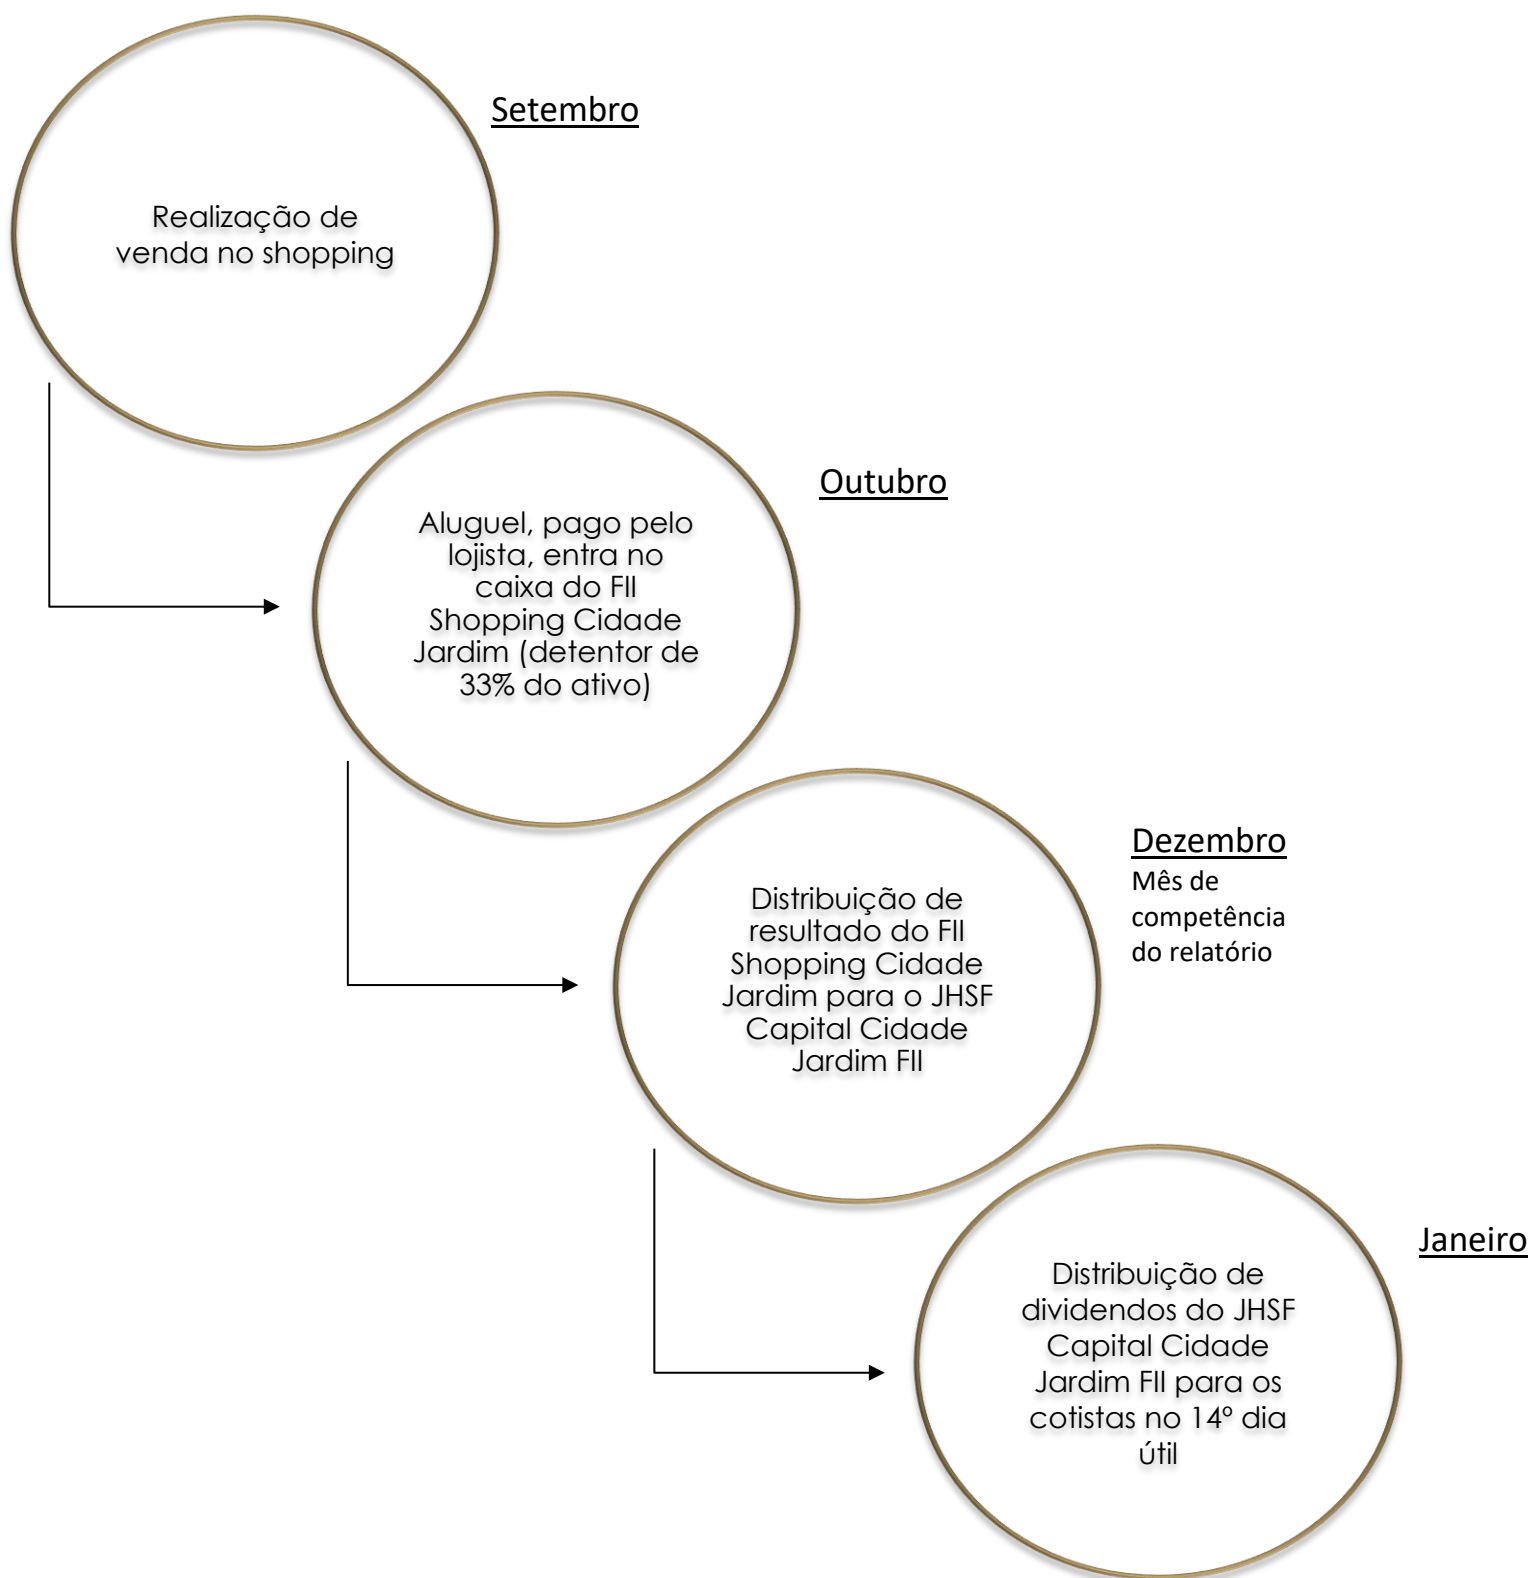 Setembro
Realização de
venda no shopping
Outubro
Aluguel, pago pelo
lojista, entra no
caixa do FII
Shopping Cidade
Jardim (detentor de
33% do ativo)
Dezembro
Mês de
competência
do relatório
Distribuição de
resultado do FII
Shopping Cidade
Jardim para o JHSF
Capital Cidade
Jardim FII
Janeiro
Distribuição de
dividendos do JHSF
Capital Cidade
Jardim FII para os
cotistas no 14º dia
útil